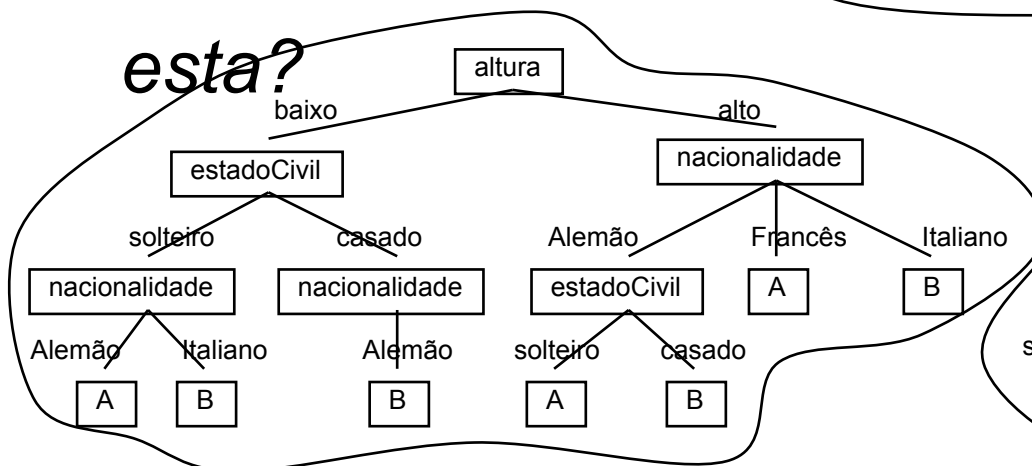 esta?
altura
baixo alto
estadoCivil nacionalidade
solteiro casado Alemão Francês Italiano
nacionalidade nacionalidade estadoCivil A B
Alemão Italiano Alemão solteiro casado s
A B B A B